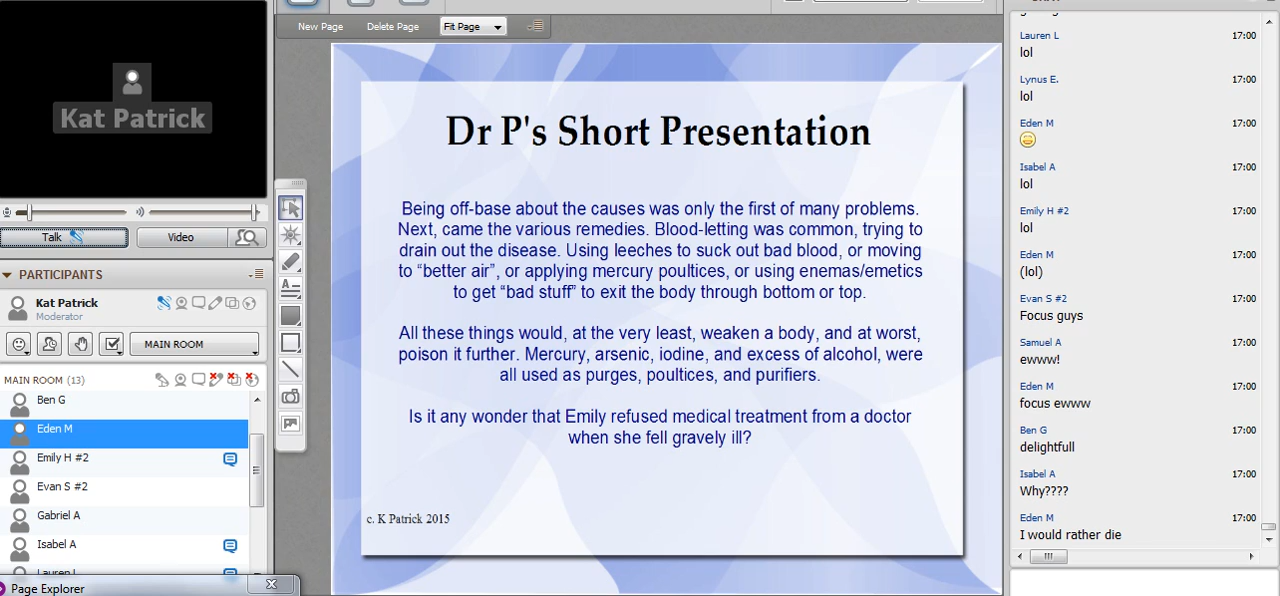 Kat Patrick
Talk
Video
PARTICIPANTS
Kat Patrick
Moderator
MAIN ROOM
MAIN ROOM (13)
Ben G
Eden M
Emily H #2
Evan S #2
Gabriel A
Isabel A
Lauren L
Page Explorer
New Page
Delete Page
Fit Page
Dr P's Short Presentation
Being off-base about the causes was only the first of many problems.
Next, came the various remedies. Blood-letting was common, trying to
drain out the disease. Using leeches to suck out bad blood, or moving
to “better air”, or applying mercury poultices, or using enemas/emetics
to get “bad stuff” to exit the body through bottom or top.
All these things would, at the very least, weaken a body, and at worst,
poison it further. Mercury, arsenic, iodine, and excess of alcohol, were
all used as purges, poultices, and purifiers.
Is it any wonder that Emily refused medical treatment from a doctor
when she fell gravely ill?
c. K Patrick 2015
Lauren L 17:00
lol
Lynus E. 17:00
lol
Eden M 17:00
Isabel A 17:00
lol
Emily H #2 17:00
lol
Eden M 17:00
(lol)
Evan S #2 17:00
Focus guys
Samuel A 17:00
ewww!
Eden M 17:00
focus ewww
Ben G 17:00
delightfull
Isabel A 17:00
Why????
Eden M 17:00
I would rather die